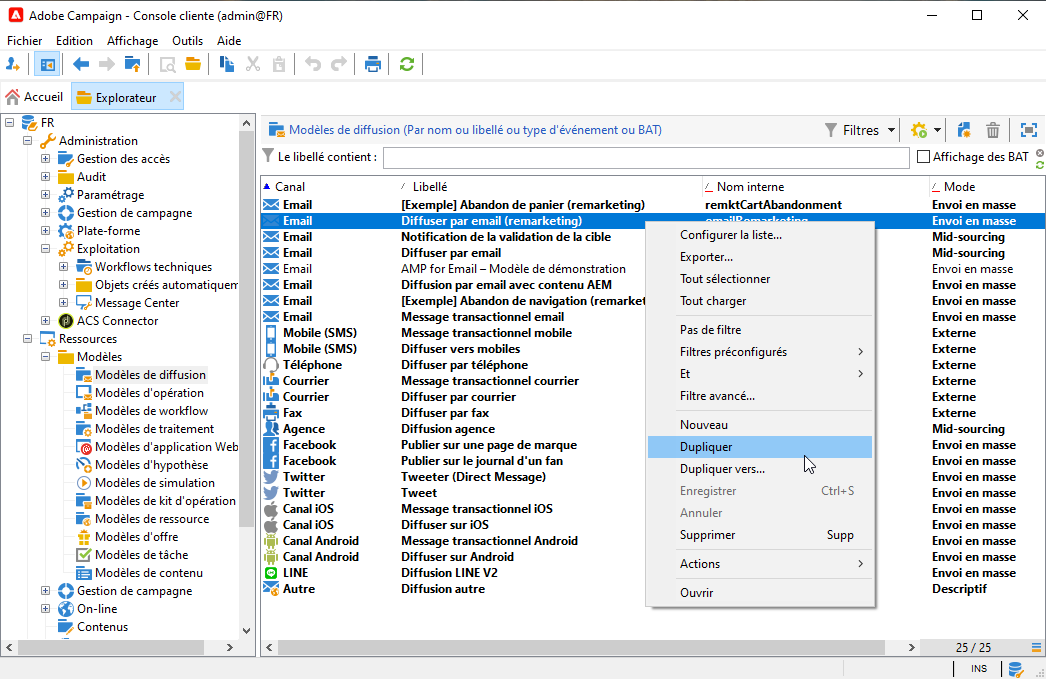 Adobe Campaign - Console cliente (admin@FR)
Fichier Edition Affichage Outils Aide
Accueil Explorateur
FR
Administration
Gestion des accès
Audit
Paramétrage
Gestion de campagne
Plate-forme
Exploitation
Workflows techniques
Objets créés automatiquem
Message Center
ACS Connector
Ressources
Modèles
Modèles de diffusion
Modèles d'opération
Modèles de workflow
Modèles de traitement
Modèles d'application Web
Modèles d'hypothèse
Modèles de simulation
Modèles de kit d'opération
Modèles de ressource
Modèles d'offre
Modèles de tâche
Modèles de contenu
Gestion de campagne
On-line
Contenus
Modèles de diffusion (Par nom ou libellé ou type d'événement ou BAT) Filtres
Le libellé contient : Affichage des BAT
Canal Libellé Nom interne Mode
Email [Exemple] Abandon de panier (remarketing) remktCartAbandonment Envoi en masse
Email Diffuser par email (remarketing) emailRemarketing Envoi en masse
Email Notification de la validation de la cible Mid-sourcing
Email Diffuser par email Mid-sourcing
Email AMP for Email – Modèle de démonstration Envoi en masse
Email Diffusion par email avec contenu AEM Envoi en masse
Email [Exemple] Abandon de navigation (remarket Envoi en masse
Email Message transactionnel email Envoi en masse
Mobile (SMS) Message transactionnel mobile Externe
Mobile (SMS) Diffuser vers mobiles Externe
Téléphone Diffuser par téléphone Externe
Courrier Message transactionnel courrier Externe
Courrier Diffuser par courrier Externe
Fax Diffuser par fax Externe
Agence Diffusion agence Mid-sourcing
Facebook Publier sur une page de marque Envoi en masse
Facebook Publier sur le journal d'un fan Envoi en masse
Twitter Tweeter (Direct Message) Envoi en masse
Twitter Tweet Envoi en masse
Canal iOS Message transactionnel iOS Envoi en masse
Canal iOS Diffuser sur iOS Envoi en masse
Canal Android Message transactionnel Android Envoi en masse
Canal Android Diffuser sur Android Envoi en masse
LINE Diffusion LINE V2 Envoi en masse
Autre Diffusion autre Descriptif
Configurer la liste...
Exporter...
Tout sélectionner
Tout charger
Pas de filtre
Filtres préconfigurés
Et
Filtre avancé...
Nouveau
Dupliquer
Dupliquer vers...
Enregistrer Ctrl+S
Annuler
Supprimer Supp
Actions
Ouvrir
25 / 25
INS